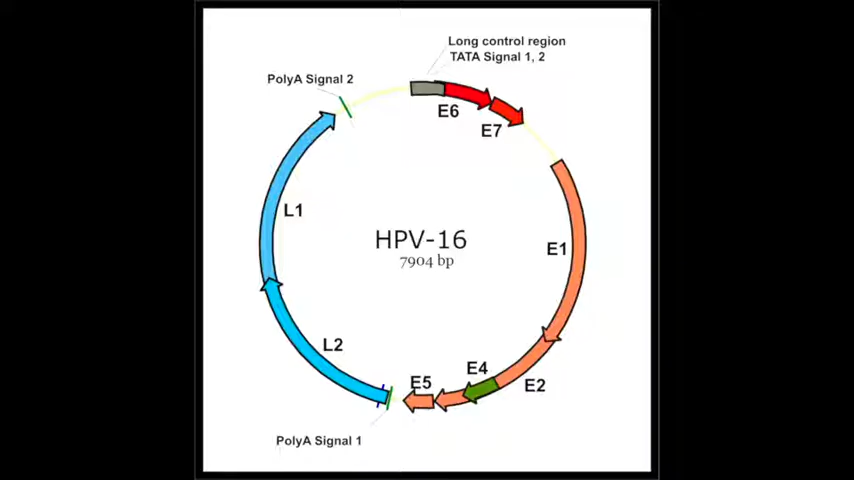 Long control region
TATA Signal 1, 2
PolyA Signal 2
E6
E7
L1
HPV-16
7904 bp
E1
L2
E4
E5
E2
PolyA Signal 1